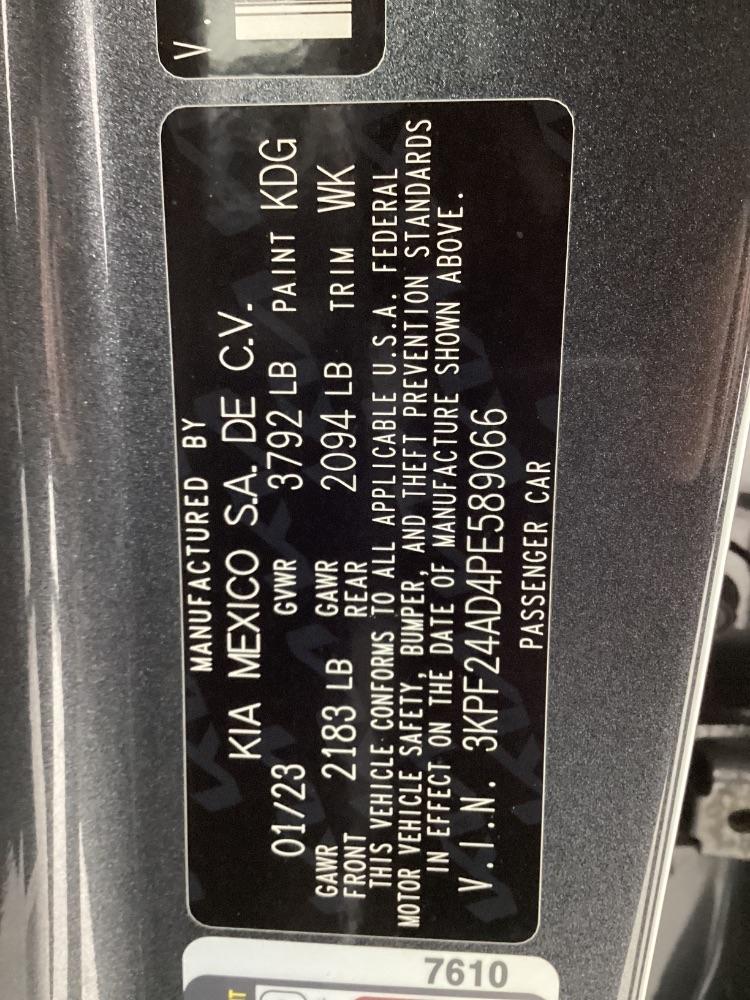 V.
MANUFACTURED BY
KIA MEXICO S.A. DE C.V.
01/23 GVWR 3792 LB PAINT KDG
GAWR FRONT 2183 LB GAWR REAR 2094 LB TRIM WK
THIS VEHICLE CONFORMS TO ALL APPLICABLE U.S.A. FEDERAL
MOTOR VEHICLE SAFETY, BUMPER, AND THEFT PREVENTION STANDARDS
IN EFFECT ON THE DATE OF MANUFACTURE SHOWN ABOVE.
V.I.N. 3KPF24AD4PE589066
PASSENGER CAR
7610